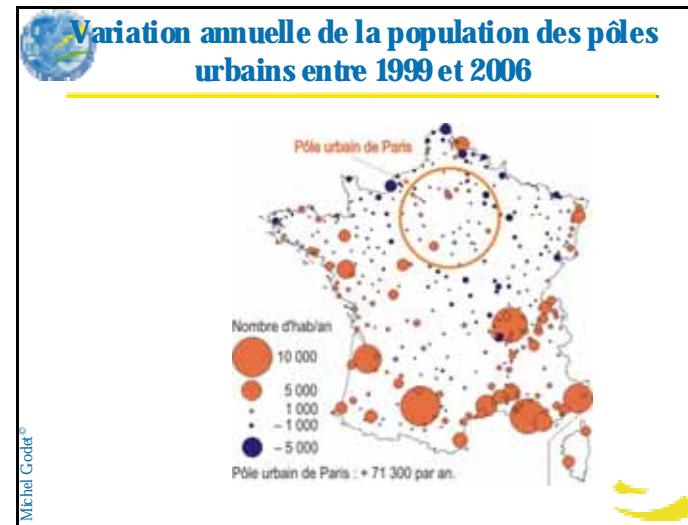 Variation annuelle de la population des pôles
urbains entre 1999 et 2006
Pôle urbain de Paris
Nombre d'hab/an
10 000
5 000
1 000
– 1 000
– 5 000
Pôle urbain de Paris : + 71 300 par an.
Michel Godet©